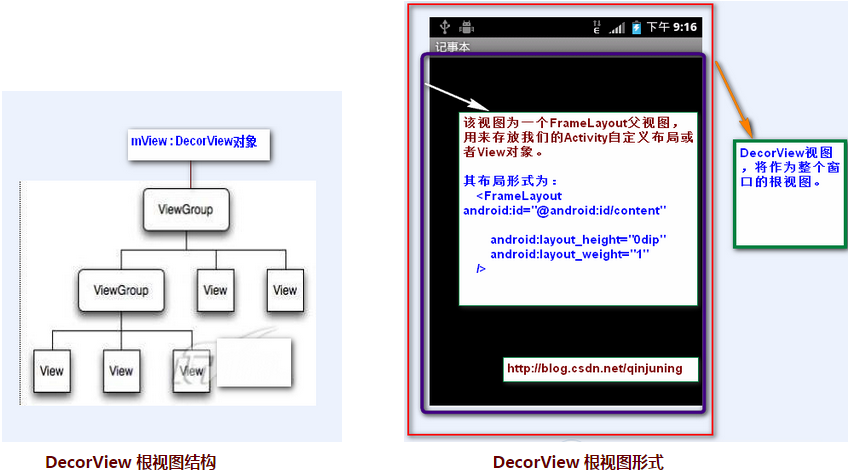 mView : DecorView对象
ViewGroup
ViewGroup
View
View
View
View
View
DecorView 根视图结构
下午 9:16
记事本
该视图为一个FrameLayout父视图，
用来存放我们的Activity自定义布局或
者View对象。
其布局形式为：
<FrameLayout
android:id="@android:id/content"
android:layout_height="0dip"
android:layout_weight="1"
/>
http://blog.csdn.net/qinjuning
DecorView视图
，将作为整个窗
口的根视图。
DecorView 根视图形式